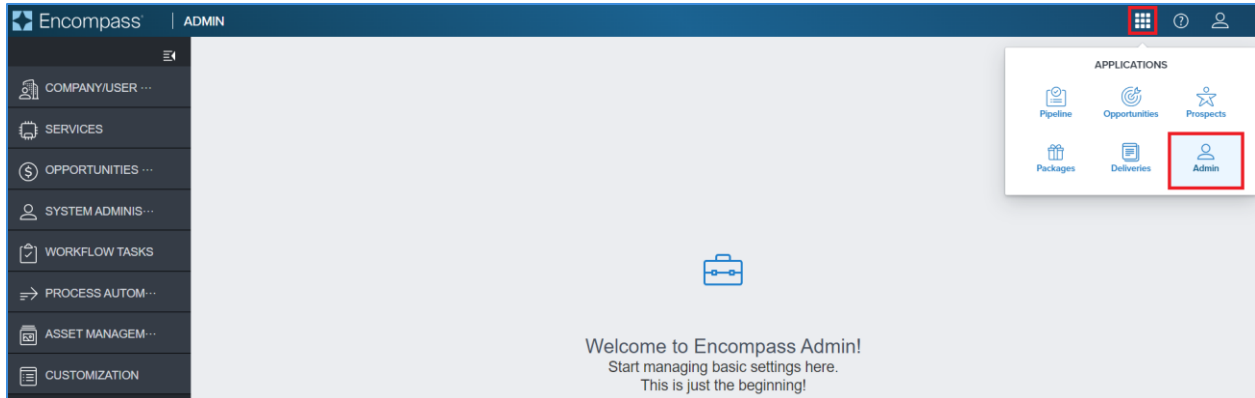 Encompass® | ADMIN
APPLICATIONS
Pipeline Opportunities Prospects
Packages Deliveries Admin
COMPANY/USER ···
SERVICES
OPPORTUNITIES ···
SYSTEM ADMINIS···
WORKFLOW TASKS
PROCESS AUTOM···
ASSET MANAGEM···
CUSTOMIZATION
Welcome to Encompass Admin!
Start managing basic settings here.
This is just the beginning!